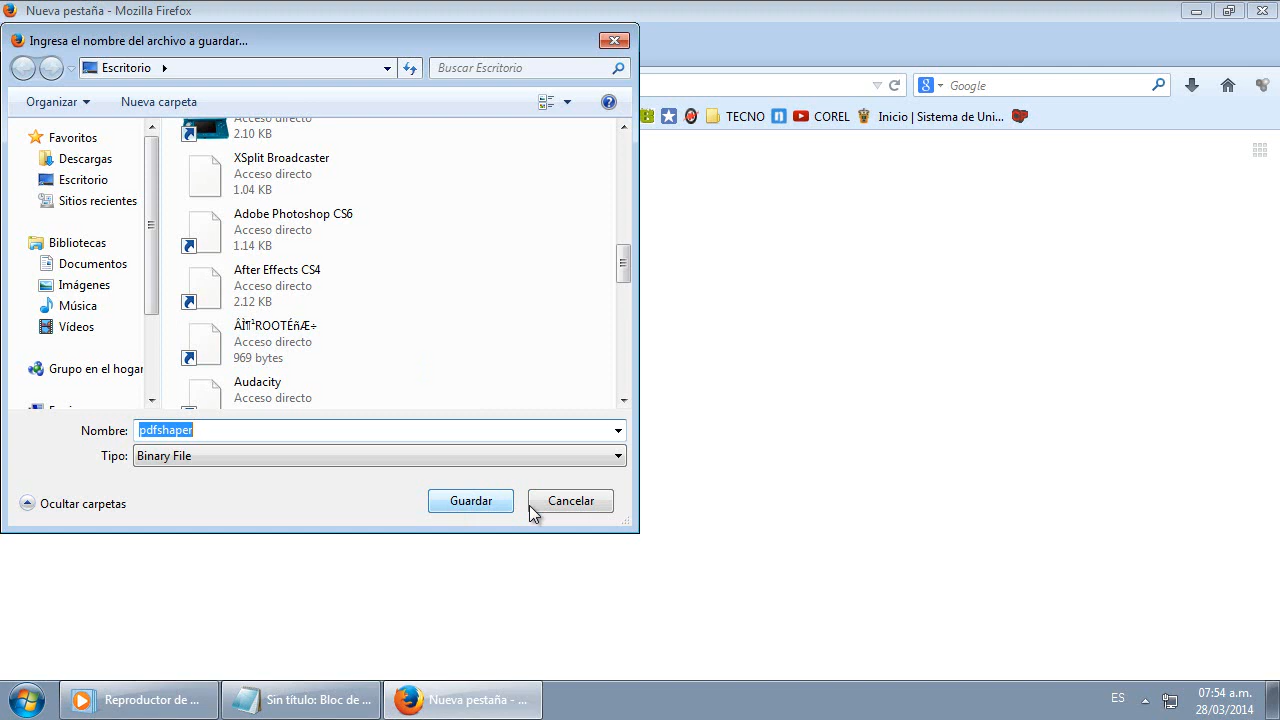 Nueva pestaña - Mozilla Firefox
Ingresa el nombre del archivo a guardar...
Escritorio
Buscar Escritorio
Google
Organizar
Nueva carpeta
TECNO
COREL
Inicio | Sistema de Uni...
Favoritos
Descargas
Escritorio
Sitios recientes
Bibliotecas
Documentos
Imágenes
Música
Vídeos
Grupo en el hogar
Acceso directo
2.10 KB
XSplit Broadcaster
Acceso directo
1.04 KB
Adobe Photoshop CS6
Acceso directo
1.14 KB
After Effects CS4
Acceso directo
2.12 KB
ÂÌ¶¹ROOTÉñÆ÷
Acceso directo
969 bytes
Audacity
Acceso directo
Nombre: pdfshaper
Tipo: Binary File
Ocultar carpetas
Guardar
Cancelar
Reproductor de ...
Sin título: Bloc de ...
Nueva pestaña - ...
ES
07:54 a.m.
28/03/2014